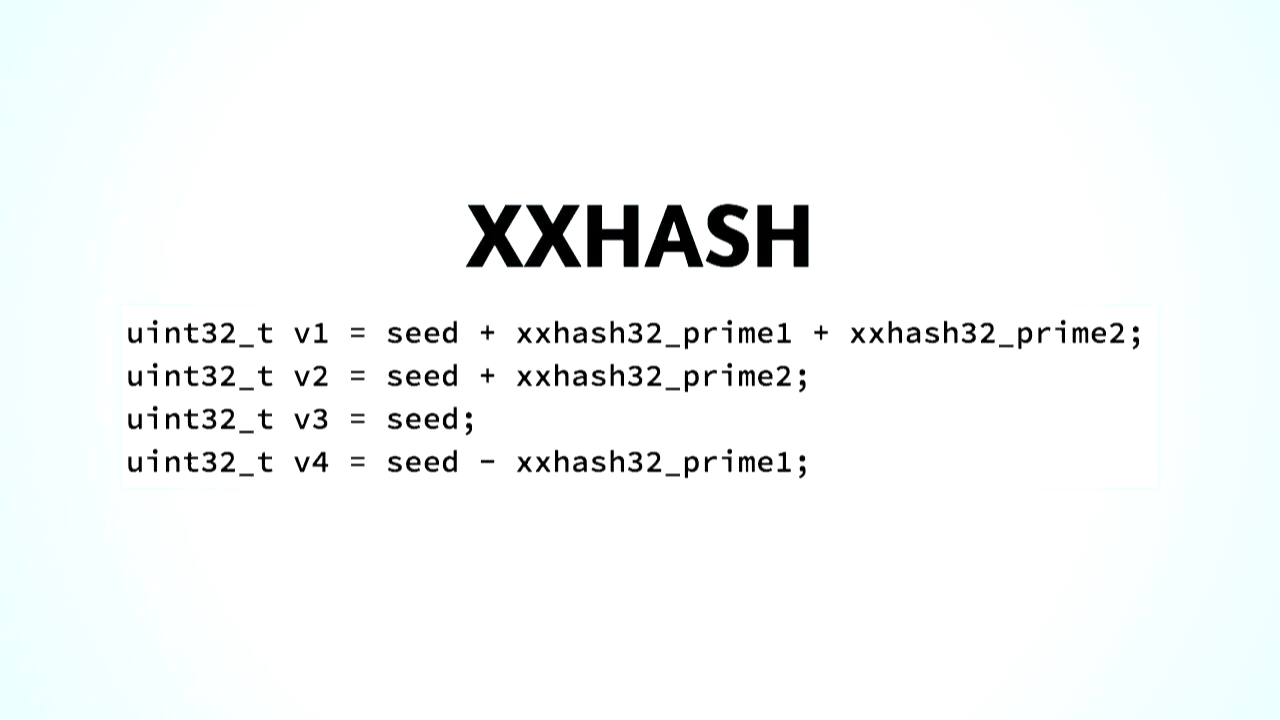 XXHASH
uint32_t v1 = seed + xxhash32_prime1 + xxhash32_prime2;
uint32_t v2 = seed + xxhash32_prime2;
uint32_t v3 = seed;
uint32_t v4 = seed - xxhash32_prime1;